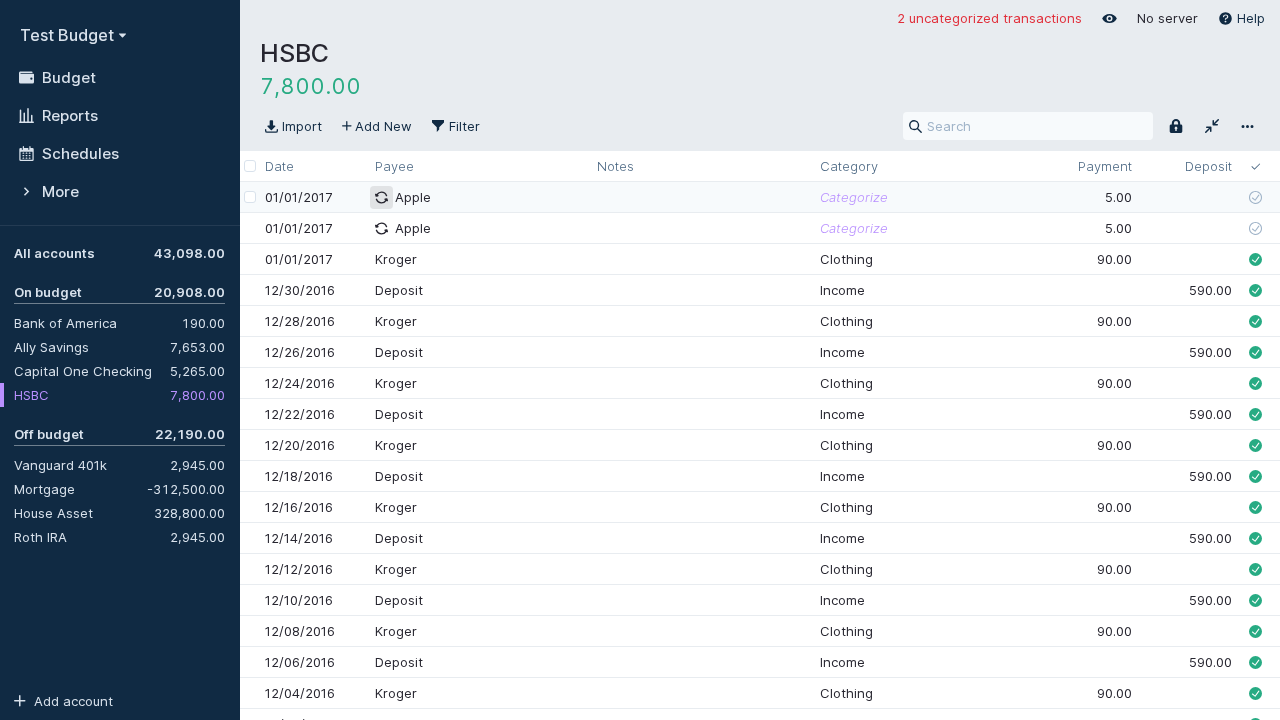 Test Budget
Budget
Reports
Schedules
More
All accounts 43,098.00
On budget 20,908.00
Bank of America 190.00
Ally Savings 7,653.00
Capital One Checking 5,265.00
HSBC 7,800.00
Off budget 22,190.00
Vanguard 401k 2,945.00
Mortgage -312,500.00
House Asset 328,800.00
Roth IRA 2,945.00
Add account
2 uncategorized transactions No server Help
HSBC
7,800.00
Import Add New Filter Search
Date Payee Notes Category Payment Deposit
01/01/2017 Apple Categorize 5.00
01/01/2017 Apple Categorize 5.00
01/01/2017 Kroger Clothing 90.00
12/30/2016 Deposit Income 590.00
12/28/2016 Kroger Clothing 90.00
12/26/2016 Deposit Income 590.00
12/24/2016 Kroger Clothing 90.00
12/22/2016 Deposit Income 590.00
12/20/2016 Kroger Clothing 90.00
12/18/2016 Deposit Income 590.00
12/16/2016 Kroger Clothing 90.00
12/14/2016 Deposit Income 590.00
12/12/2016 Kroger Clothing 90.00
12/10/2016 Deposit Income 590.00
12/08/2016 Kroger Clothing 90.00
12/06/2016 Deposit Income 590.00
12/04/2016 Kroger Clothing 90.00